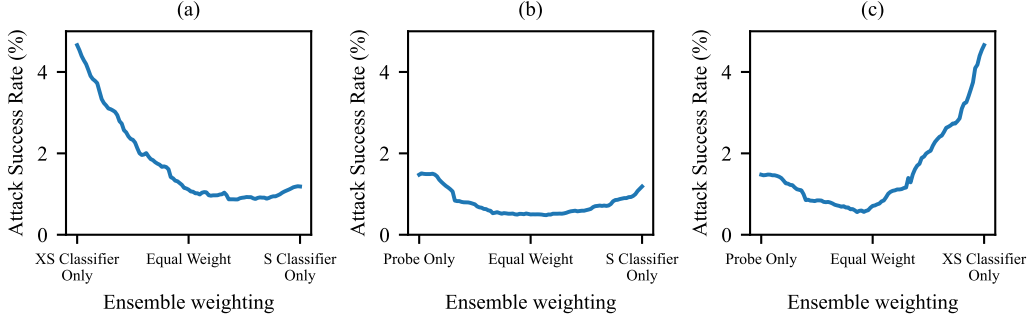 (a)
Attack Success Rate (%)
4
2
0
XS Classifier
Only
Equal Weight
S Classifier
Only
Ensemble weighting
(b)
Attack Success Rate (%)
4
2
0
Probe Only
Equal Weight
S Classifier
Only
Ensemble weighting
(c)
Attack Success Rate (%)
4
2
0
Probe Only
Equal Weight
XS Classifier
Only
Ensemble weighting